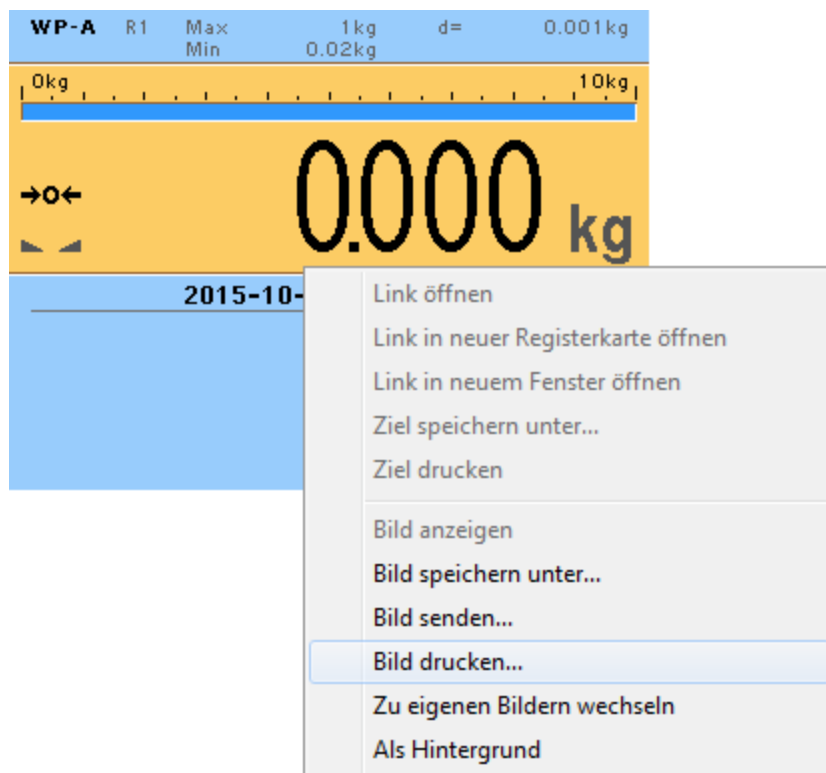 WP-A R1 Max 1kg d= 0.001kg
Min 0.02kg
0kg 10kg
→0←
0.000 kg
2015-10-
Link öffnen
Link in neuer Registerkarte öffnen
Link in neuem Fenster öffnen
Ziel speichern unter...
Ziel drucken
Bild anzeigen
Bild speichern unter...
Bild senden...
Bild drucken...
Zu eigenen Bildern wechseln
Als Hintergrund